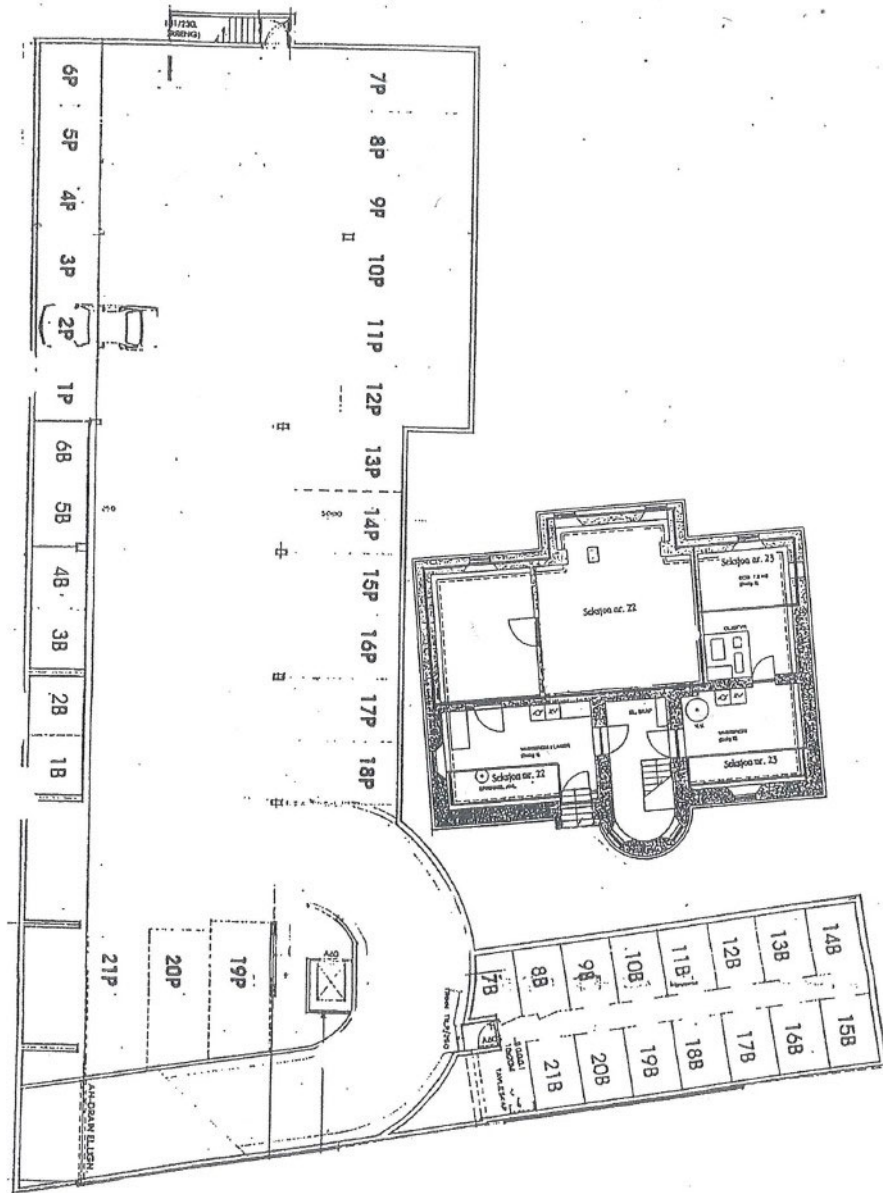 6P
5P
4P
3P
2P
1P
6B
5B
4B
3B
2B
1B
7P
8P
9P
10P
11P
12P
13P
14P
15P
16P
17P
18P
19P
20P
21P
Seksjon nr. 22
Seksjon nr. 23
Seksjon nr. 22
Seksjon nr. 23
7B
8B
9B
10B
11B
12B
13B
14B
15B
16B
17B
18B
19B
20B
21B